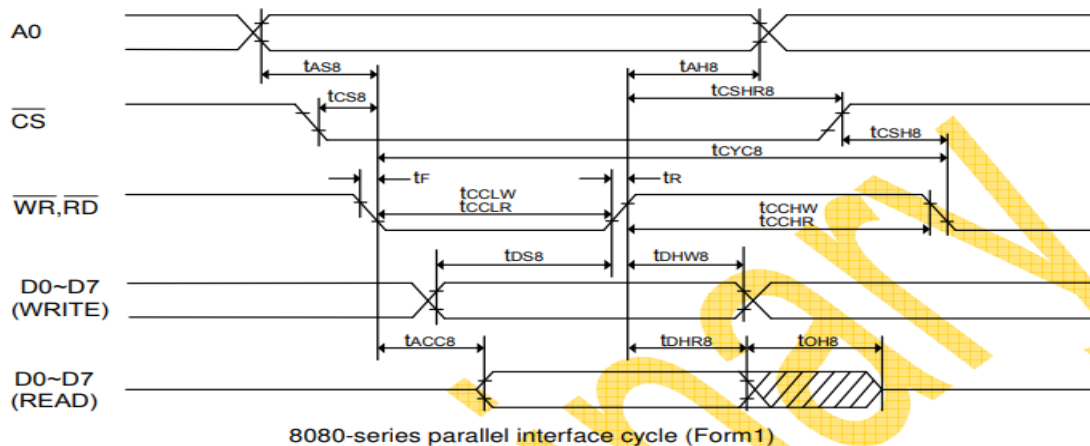 A0
tAS8
tAH8
tCS8
tCSHR8
CS
tCSH8
tCYC8
tF
tR
WR,RD
tCCLW
tCCLR
tCCHW
tCCHR
tDS8
tDHW8
D0~D7
(WRITE)
tACC8
tDHR8
tOH8
D0~D7
(READ)
8080-series parallel interface cycle (Form1)